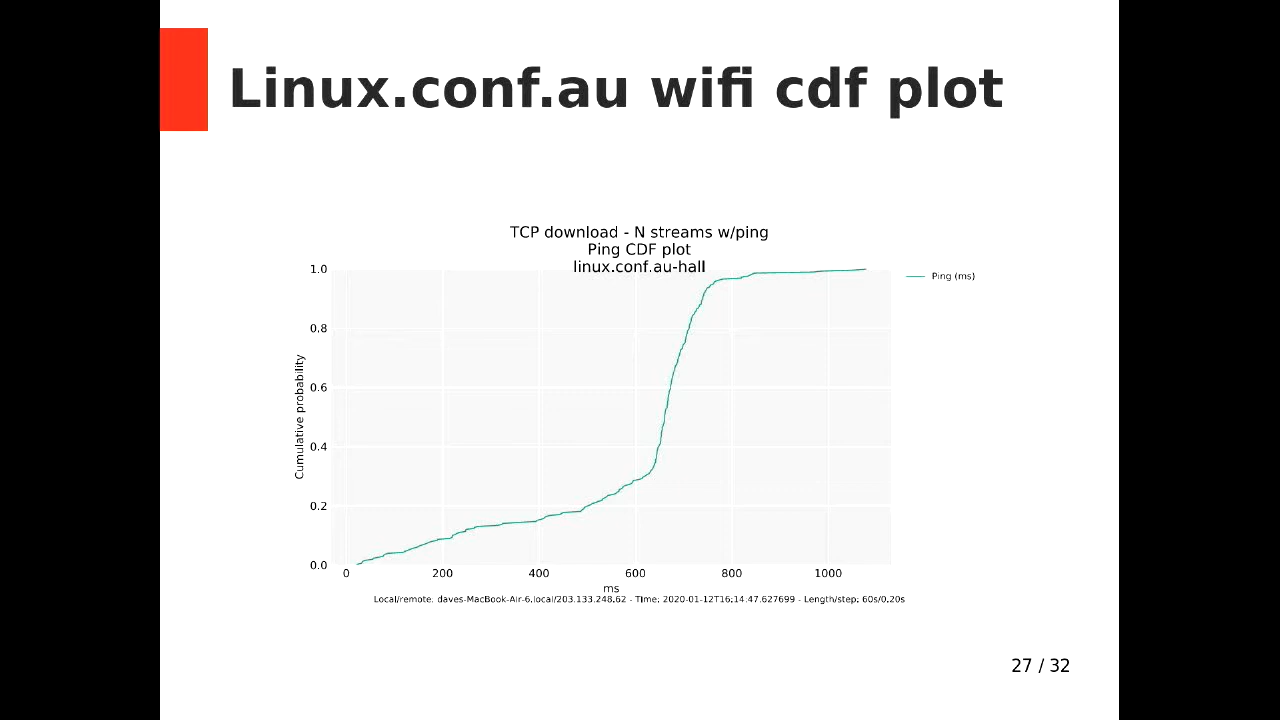 Linux.conf.au wifi cdf plot
TCP download - N streams w/ping
Ping CDF plot
linux.conf.au-hall
Ping (ms)
Cumulative probability
1.0
0.8
0.6
0.4
0.2
0.0
0 200 400 600 800 1000
ms
Local/remote: daves-MacBook-Air-6.local/203.133.248.62 - Time: 2020-01-12T16:14:47.627699 - Length/step: 60s/0.20s
27 / 32